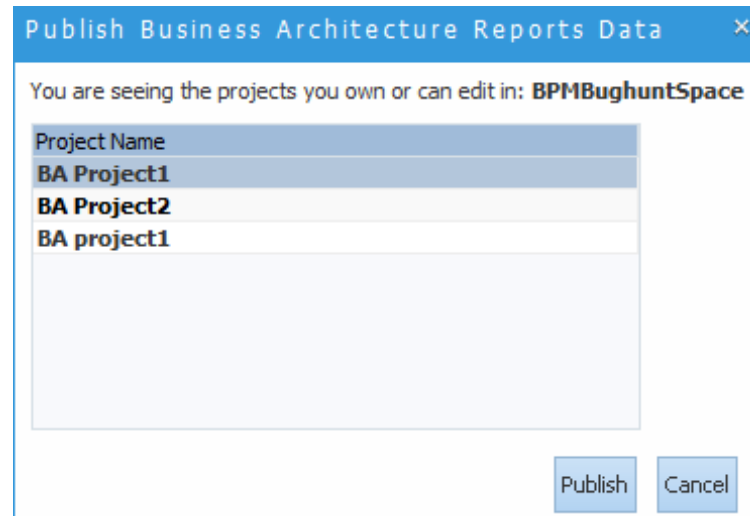 Publish Business Architecture Reports Data
You are seeing the projects you own or can edit in: BPMBughuntSpace
Project Name
BA Project1
BA Project2
BA project1
Publish Cancel